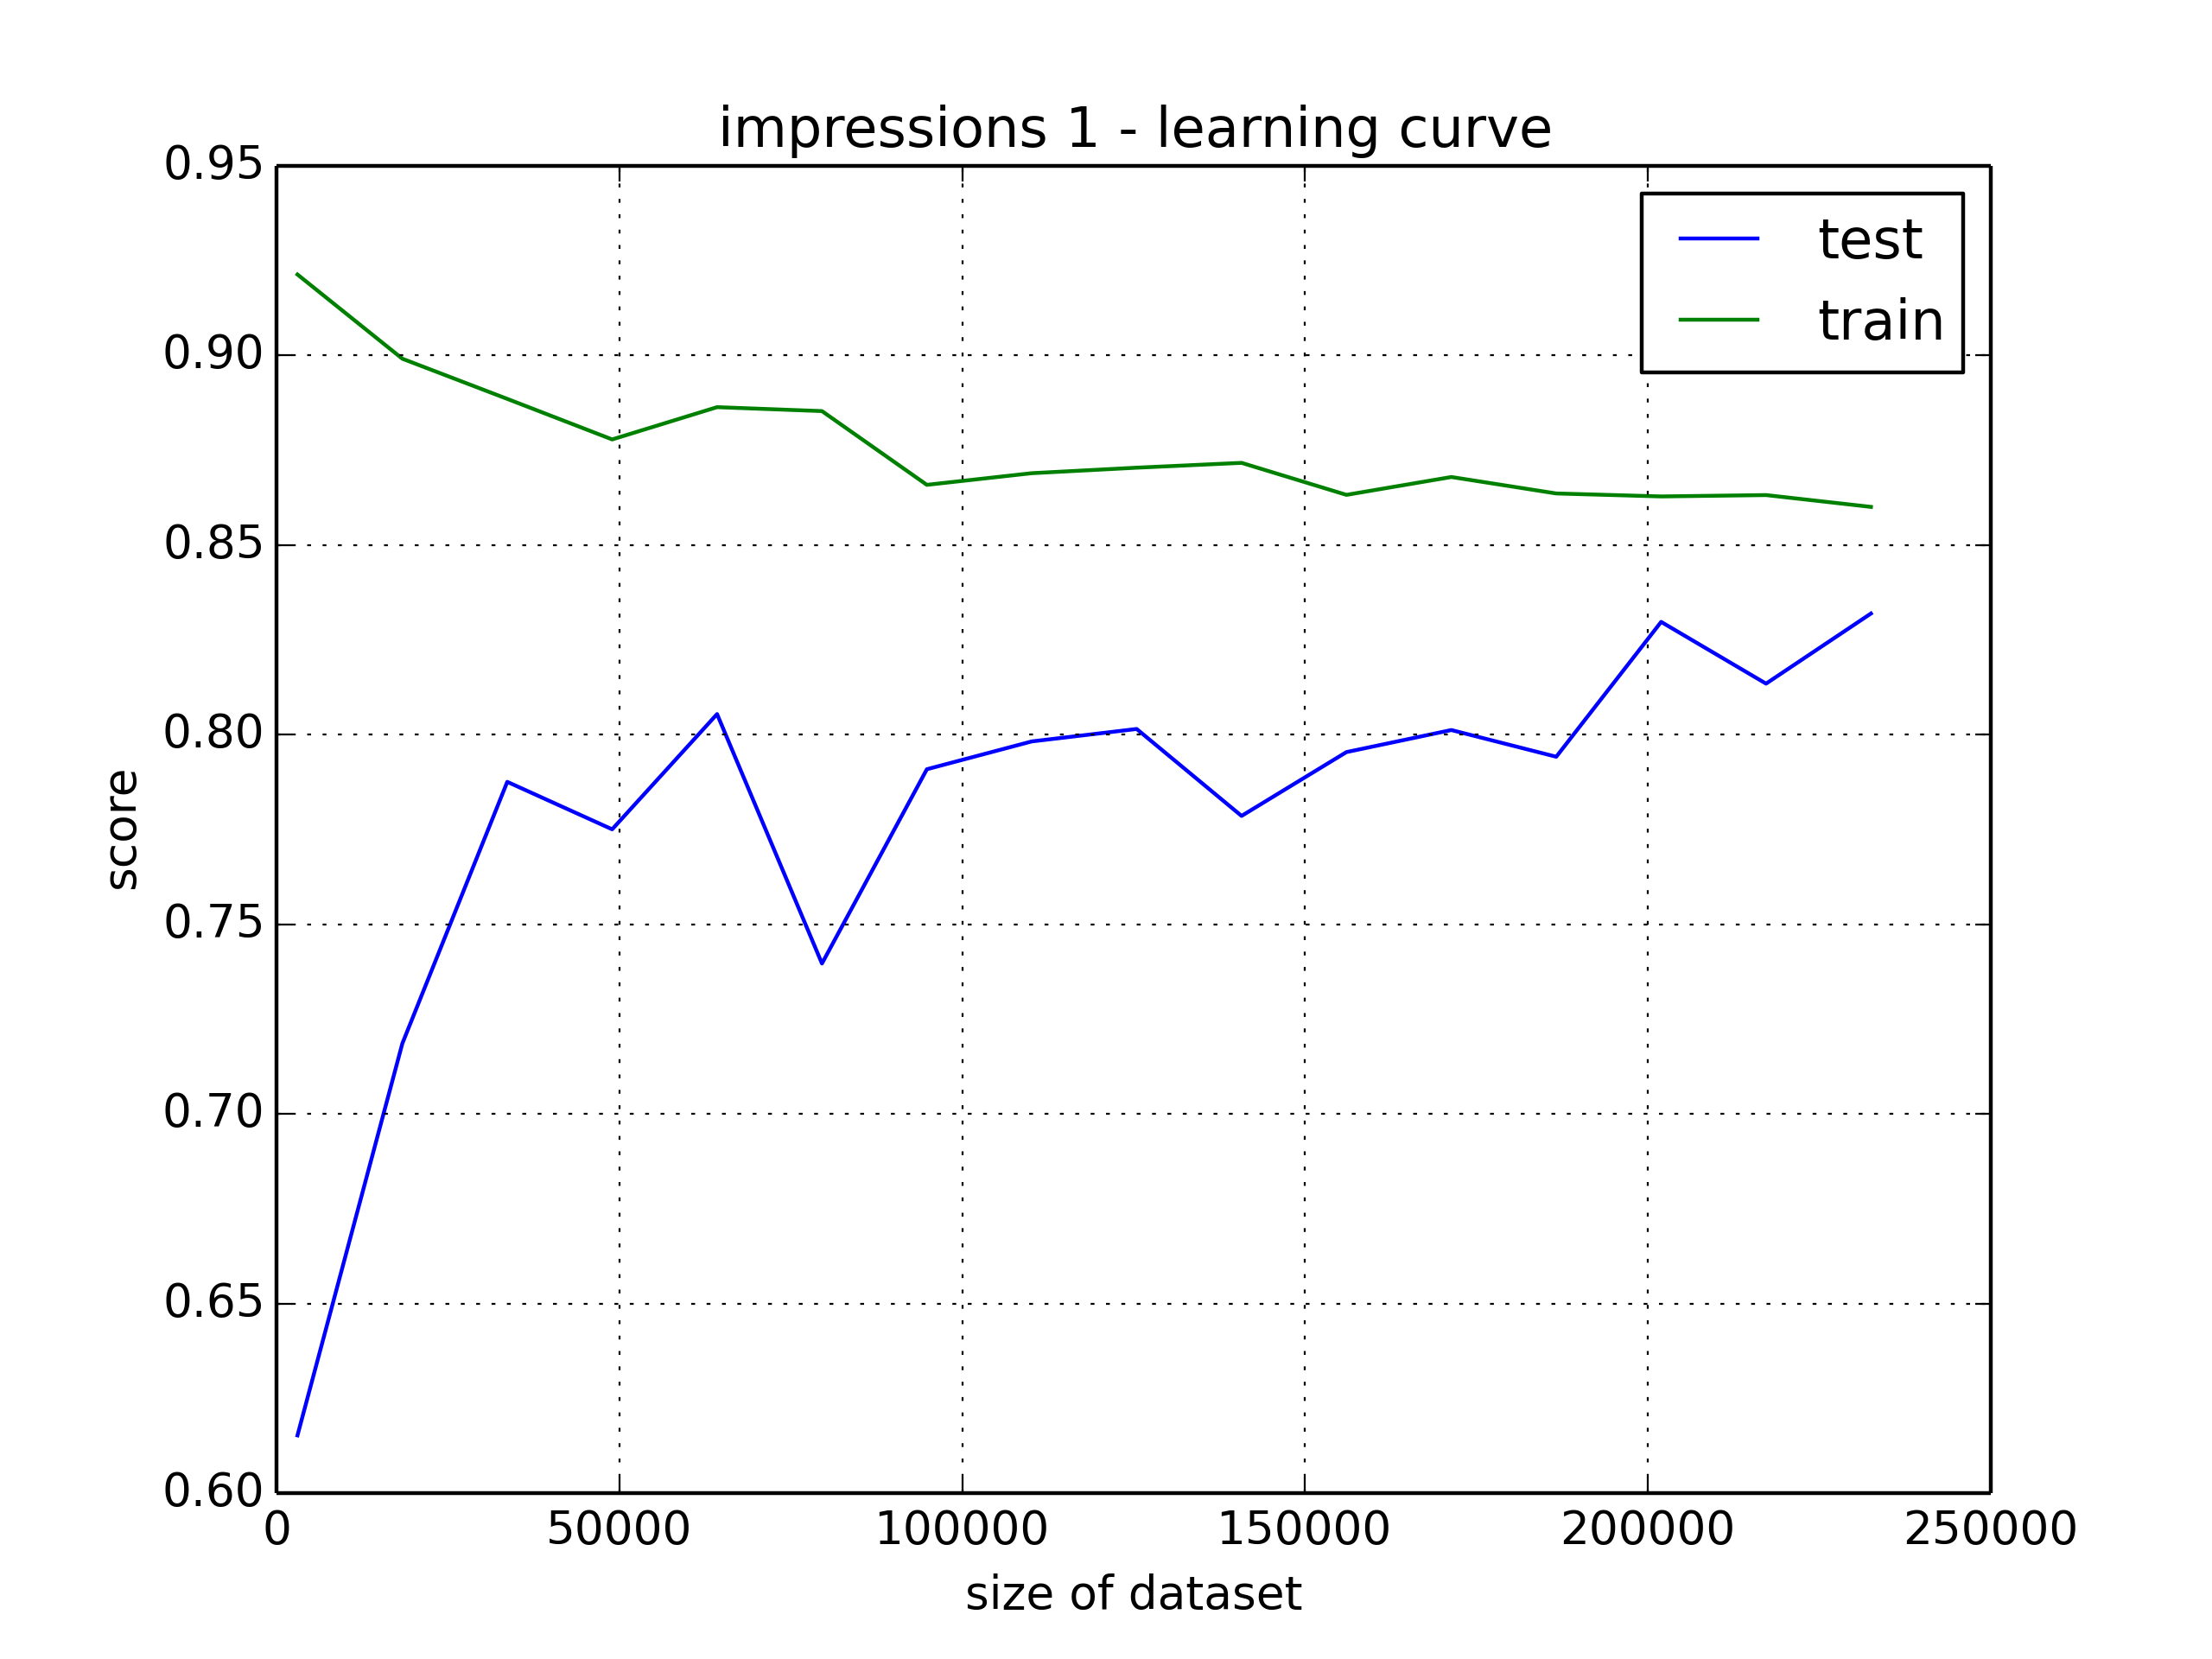 impressions 1 - learning curve
0.95
0.90
0.85
0.80
0.75
0.70
0.65
0.60
score
test
train
0 50000 100000 150000 200000 250000
size of dataset